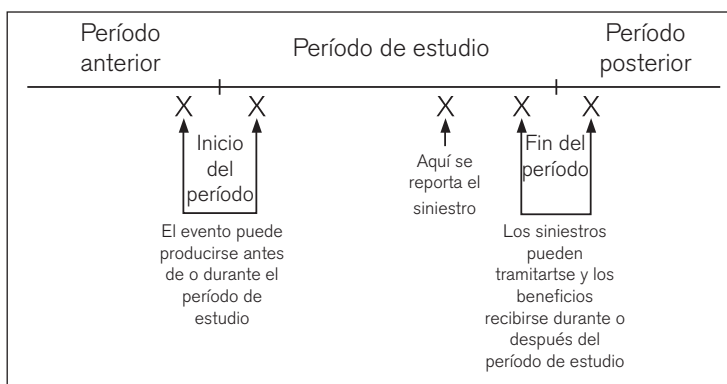 Período
anterior
Período de estudio
Período
posterior
X
X
X
X
X
Inicio
del
período
Aquí se
reporta el
siniestro
Fin del
período
El evento puede
producirse antes
de o durante el
período de
estudio
Los siniestros
pueden
tramitartse y los
beneficios
recibirse durante o
después del
período de estudio